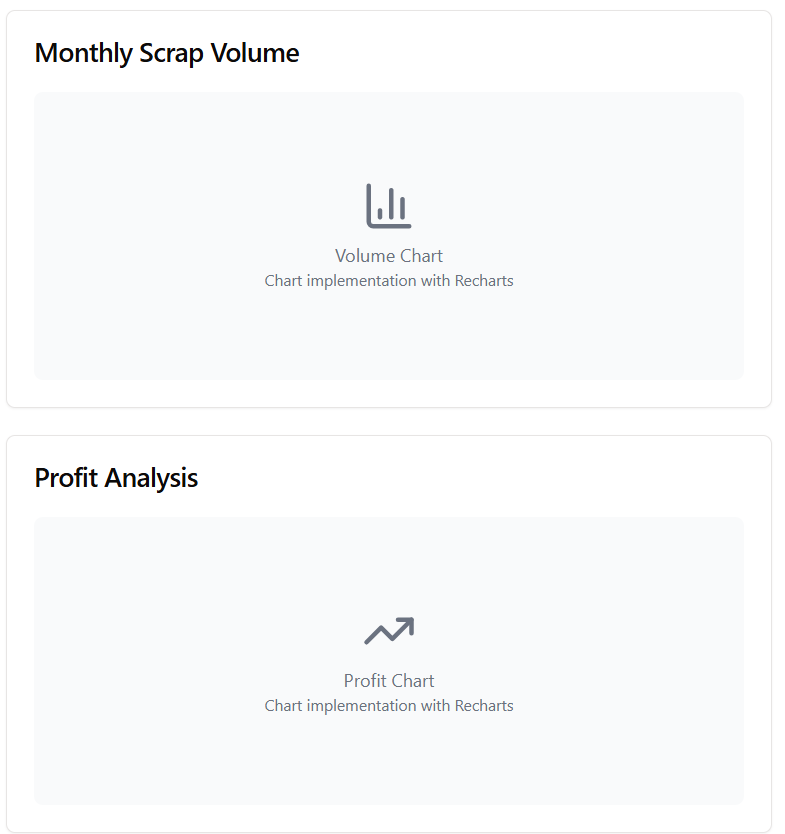 Monthly Scrap Volume
Volume Chart
Chart implementation with Recharts
Profit Analysis
Profit Chart
Chart implementation with Recharts